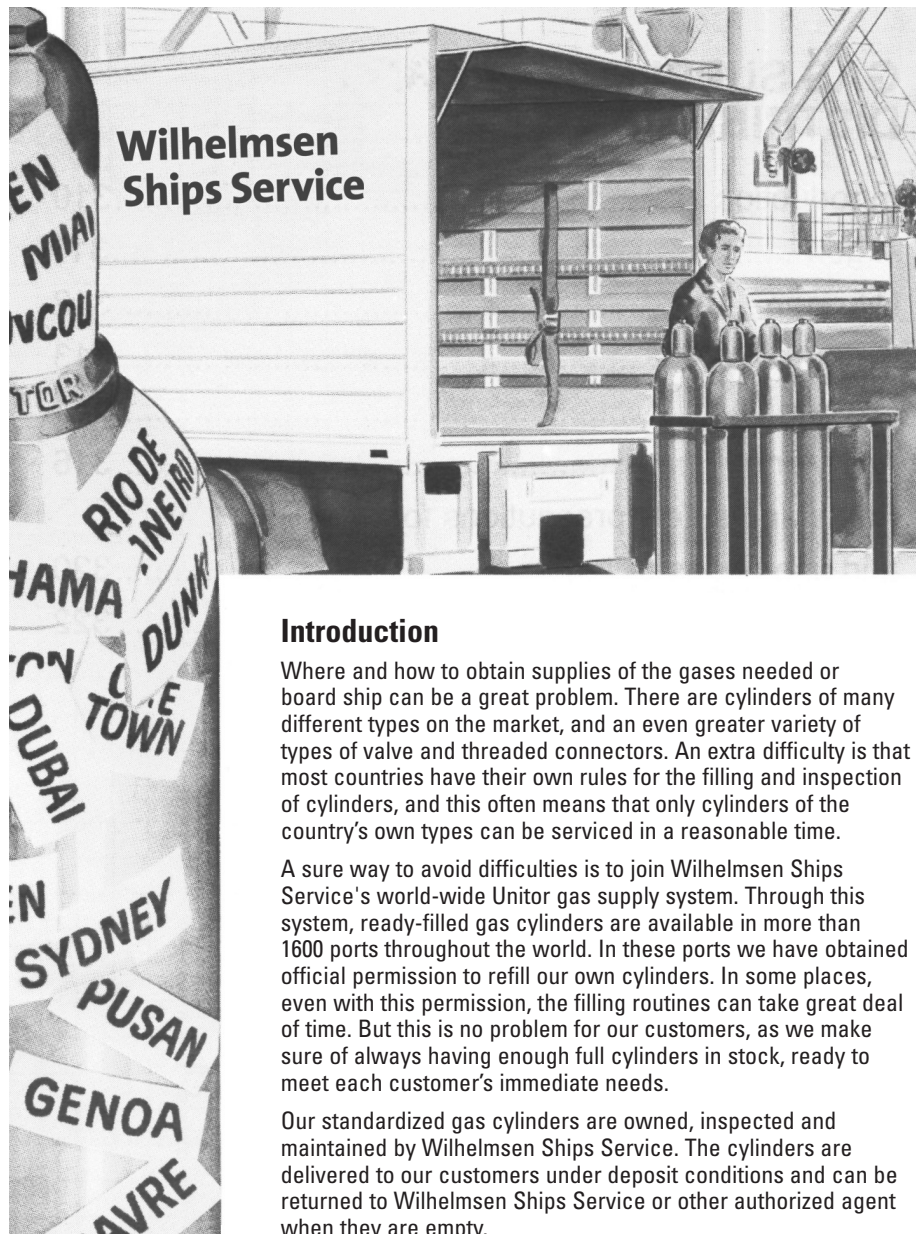 Wilhelmsen
Ships Service
EN
MIAI
NCOU
TOR
RIO DE
ANEIRO
HAMA
DUNK
TOWN
DUBAI
EN
SYDNEY
PUSAN
GENOA
AVRE
Introduction
Where and how to obtain supplies of the gases needed or
board ship can be a great problem. There are cylinders of many
different types on the market, and an even greater variety of
types of valve and threaded connectors. An extra difficulty is that
most countries have their own rules for the filling and inspection
of cylinders, and this often means that only cylinders of the
country's own types can be serviced in a reasonable time.
A sure way to avoid difficulties is to join Wilhelmsen Ships
Service's world-wide Unitor gas supply system. Through this
system, ready-filled gas cylinders are available in more than
1600 ports throughout the world. In these ports we have obtained
official permission to refill our own cylinders. In some places,
even with this permission, the filling routines can take great deal
of time. But this is no problem for our customers, as we make
sure of always having enough full cylinders in stock, ready to
meet each customer's immediate needs.
Our standardized gas cylinders are owned, inspected and
maintained by Wilhelmsen Ships Service. The cylinders are
delivered to our customers under deposit conditions and can be
returned to Wilhelmsen Ships Service or other authorized agent
when they are empty.